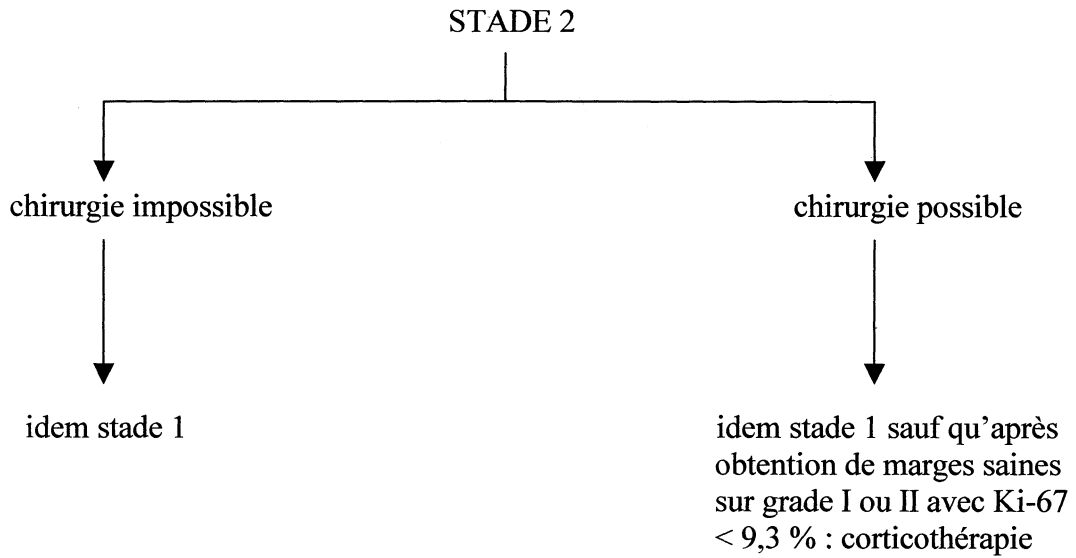 STADE 2
chirurgie impossible
chirurgie possible
idem stade 1
idem stade 1 sauf qu’après
obtention de marges saines
sur grade I ou II avec Ki-67
< 9,3 % : corticothérapie